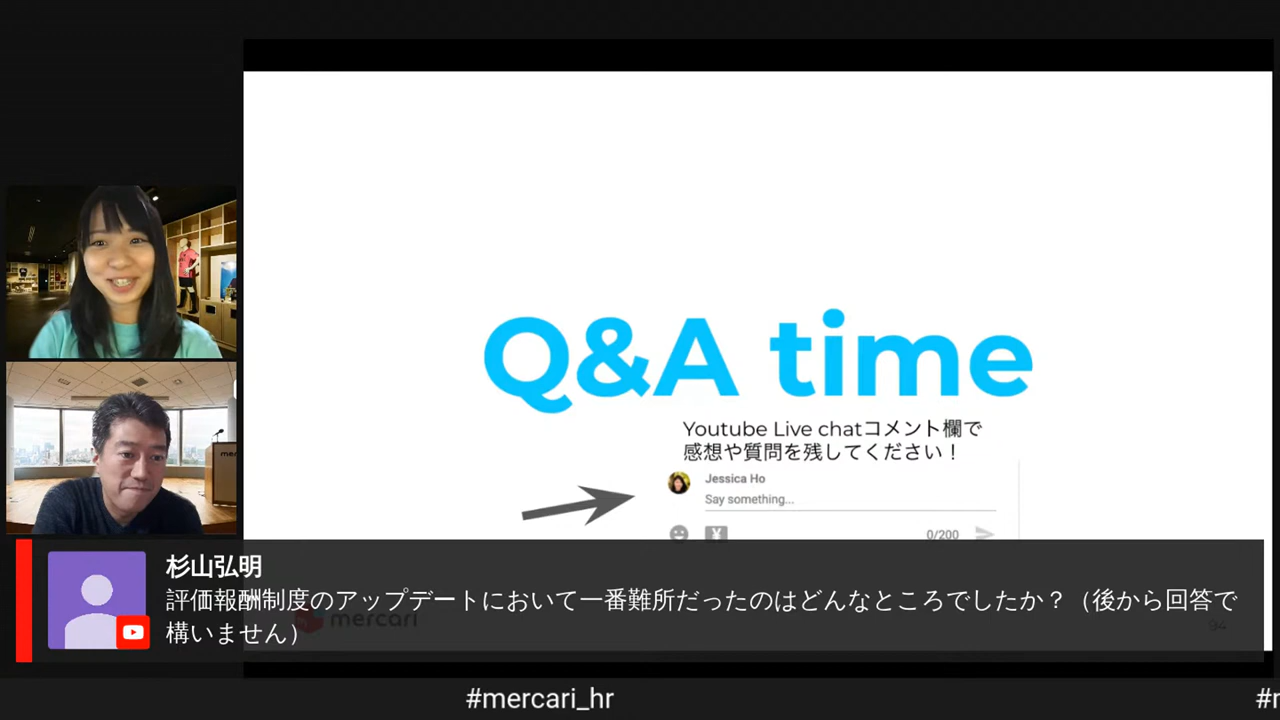 Q&A time
Youtube Live chatコメント欄で
感想や質問を残してください！
Jessica Ho
Say something...
0/200
杉山弘明
評価報酬制度のアップデートにおいて一番難所だったのはどんなところでしたか？（後から回答で
構いません）
mercari
94
#mercari_hr